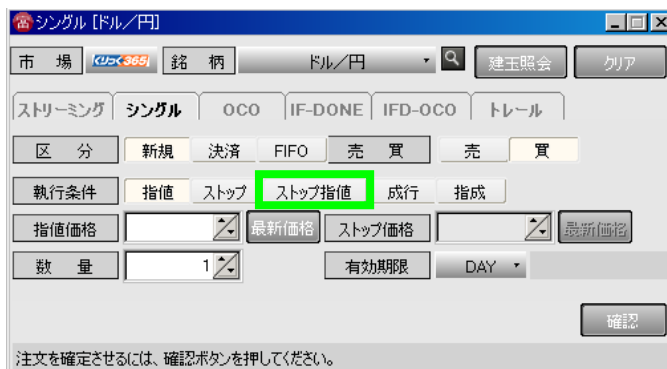 シングル [ドル／円]
市 場 くりっく365 銘 柄 ドル／円 建玉照会 クリア
ストリーミング シングル OCO IF-DONE IFD-OCO トレール
区 分 新規 決済 FIFO 売 買 売 買
執行条件 指値 ストップ ストップ指値 成行 指成
指値価格 最新価格 ストップ価格 最新価格
数 量 1 有効期限 DAY
確認
注文を確定させるには、確認ボタンを押してください。